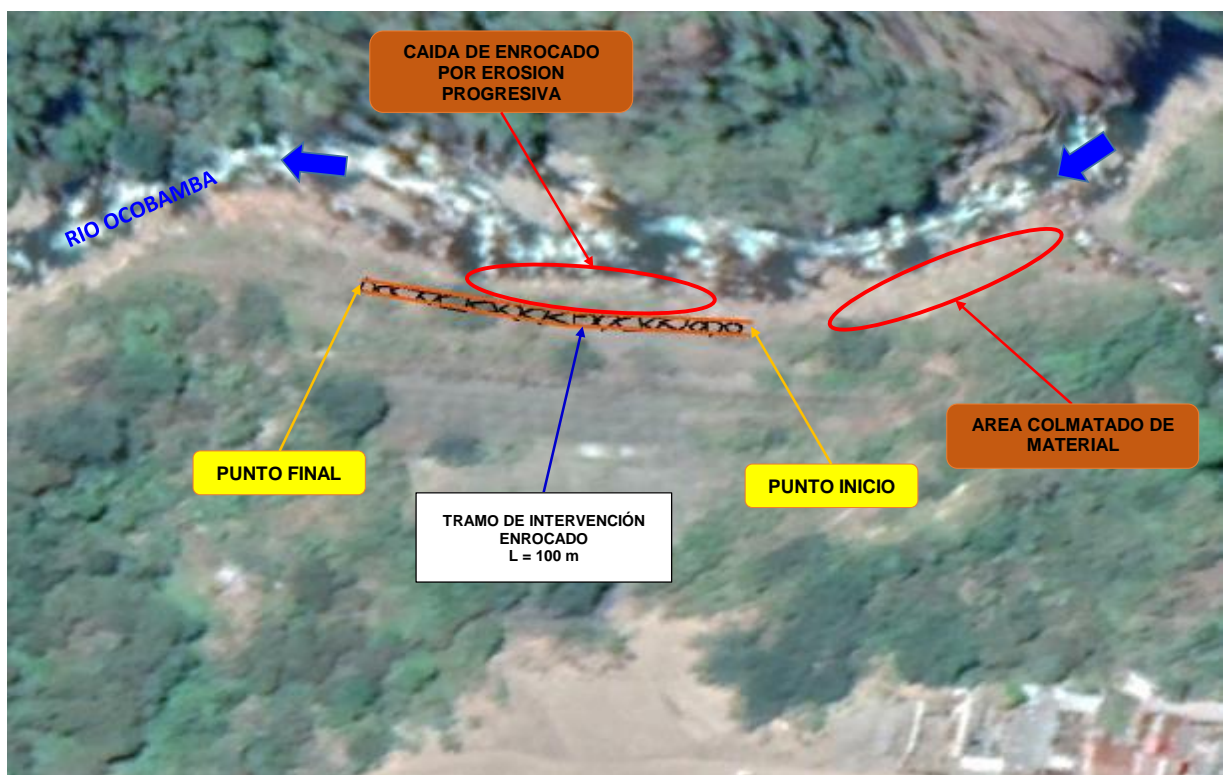 CAIDA DE ENROCADO
POR EROSION
PROGRESIVA
RIO OCOBAMBA
AREA COLMATADO DE
MATERIAL
PUNTO FINAL
PUNTO INICIO
TRAMO DE INTERVENCIÓN
ENROCADO
L = 100 m